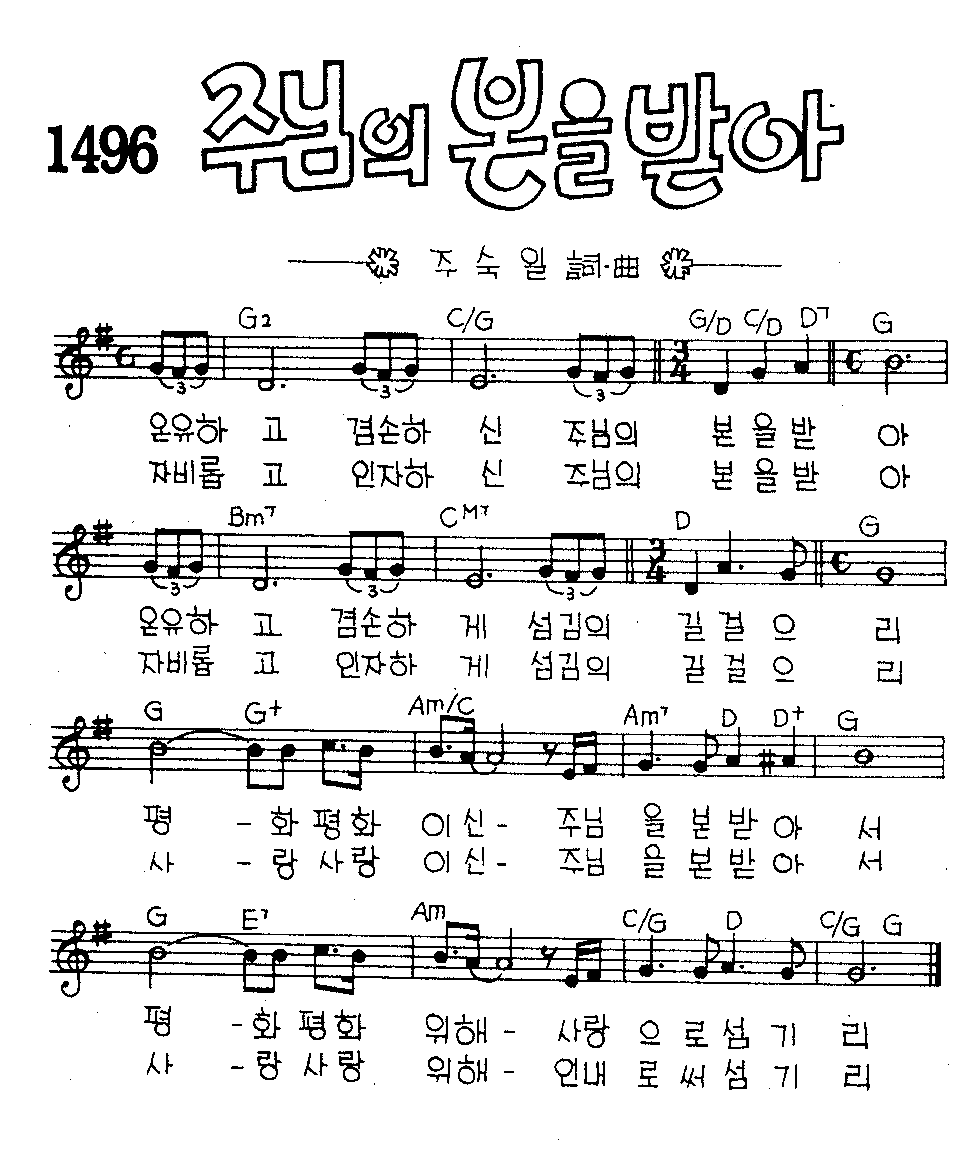 1496 주님의 본을 받아
주숙일 詞·曲
G2 C/G G/D C/D D7 G
3 3 3
온유하 고 겸손하 신 주님의 본 을 받 아
자비롭 고 인자하 신 주님의 본 을 받 아
Bm7 CM7 D G
3 3 3
온유하 고 겸손하 게 섬김의 길 걸 으 리
자비롭 고 인자하 게 섬김의 길 걸 으 리
G G+ Am/C Am7 D D+ G
평 - 화 평 화 이 신 - 주님 을 본 받 아 서
사 - 랑 사 랑 이 신 - 주님 을 본 받 아 서
G E7 Am C/G D C/G G
평 - 화 평 화 위해 - 사랑 으 로 섬 기 리
사 - 랑 사 랑 위해 - 인내 로 써 섬 기 리